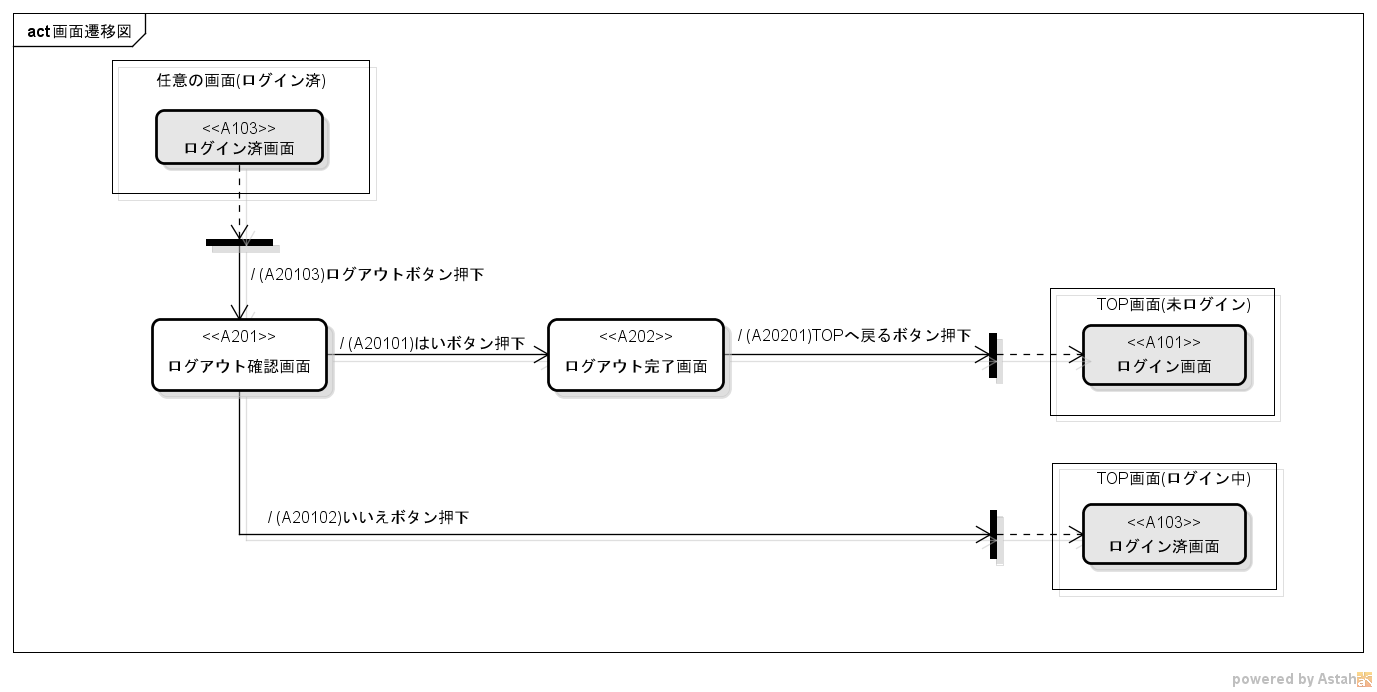 act 画面遷移図
任意の画面(ログイン済)
<<A103>>
ログイン済画面
/ (A20103)ログアウトボタン押下
<<A201>>
ログアウト確認画面
/ (A20101)はいボタン押下
<<A202>>
ログアウト完了画面
/ (A20201)TOPへ戻るボタン押下
TOP画面(未ログイン)
<<A101>>
ログイン画面
/ (A20102)いいえボタン押下
TOP画面(ログイン中)
<<A103>>
ログイン済画面
powered by Astah